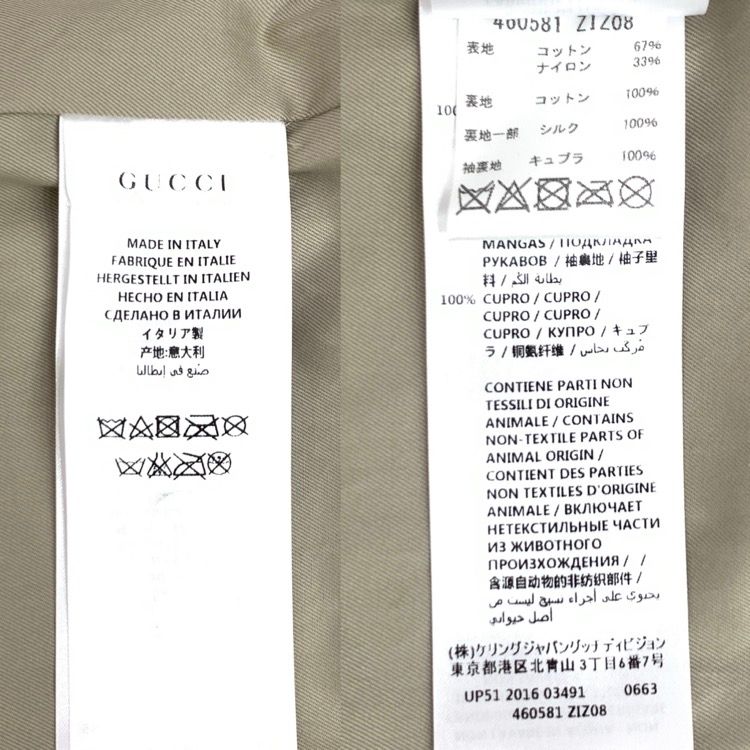 GUCCI
MADE IN ITALY
FABRIQUE EN ITALIE
HERGESTELLT IN ITALIEN
HECHO EN ITALIA
СДЕЛАНО В ИТАЛИИ
イタリア製
产地:意大利
صنع في إيطاليا
460581 ZIZ08
表地 コットン 67%
ナイロン 33%
裏地 コットン 100%
裏地一部 シルク 100%
袖裏地 キュプラ 100%
100
MANGAS / ПОДКЛАДКА
РУКАВОВ / 袖裏地 / 袖子里
料 / بطانة الكم /
100% CUPRO / CUPRO /
CUPRO / CUPRO /
CUPRO / КУПРО / キュプ
ラ / 铜氨纤维 / مركب نحاس /
CONTIENE PARTI NON
TESSILI DI ORIGINE
ANIMALE / CONTAINS
NON-TEXTILE PARTS OF
ANIMAL ORIGIN /
CONTIENT DES PARTIES
NON TEXTILES D'ORIGINE
ANIMALE / ВКЛЮЧАЕТ
НЕТЕКСТИЛЬНЫЕ ЧАСТИ
ИЗ ЖИВОТНОГО
ПРОИСХОЖДЕНИЯ / /
含源自动物的非纺织部件 /
يحتوي على أجزاء نسيج ليست من
أصل حيواني
(株)ケリングジャパングッチ ディビジョン
東京都港区北青山3丁目6番7号
UP51 2016 03491 0663
460581 ZIZ08